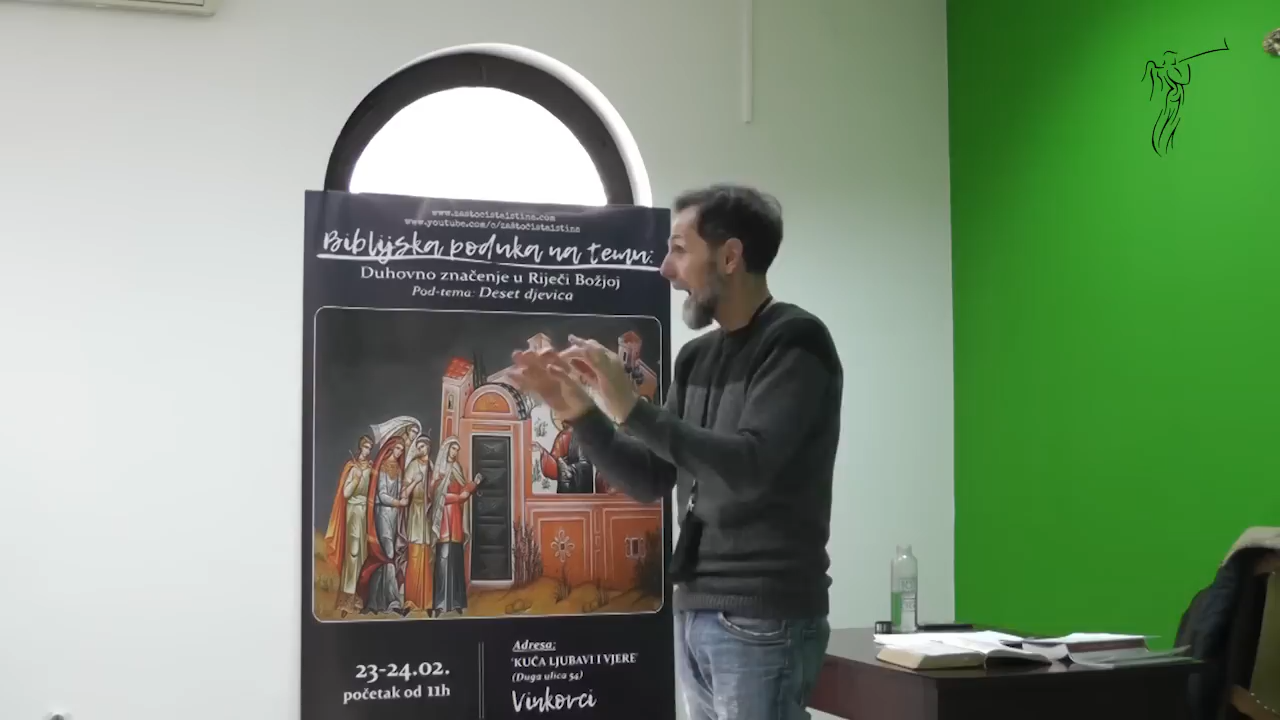 www.zastocistaistina.com
www.youtube.com/c/zaštočistaistina
Biblijska poduka na temu:
Duhovno značenje u Riječi Božjoj
Pod-tema: Deset djevica
23-24.02.
početak od 11h
Adresa:
'KUĆA LJUBAVI I VJERE'
(Duga ulica 54)
Vinkovci